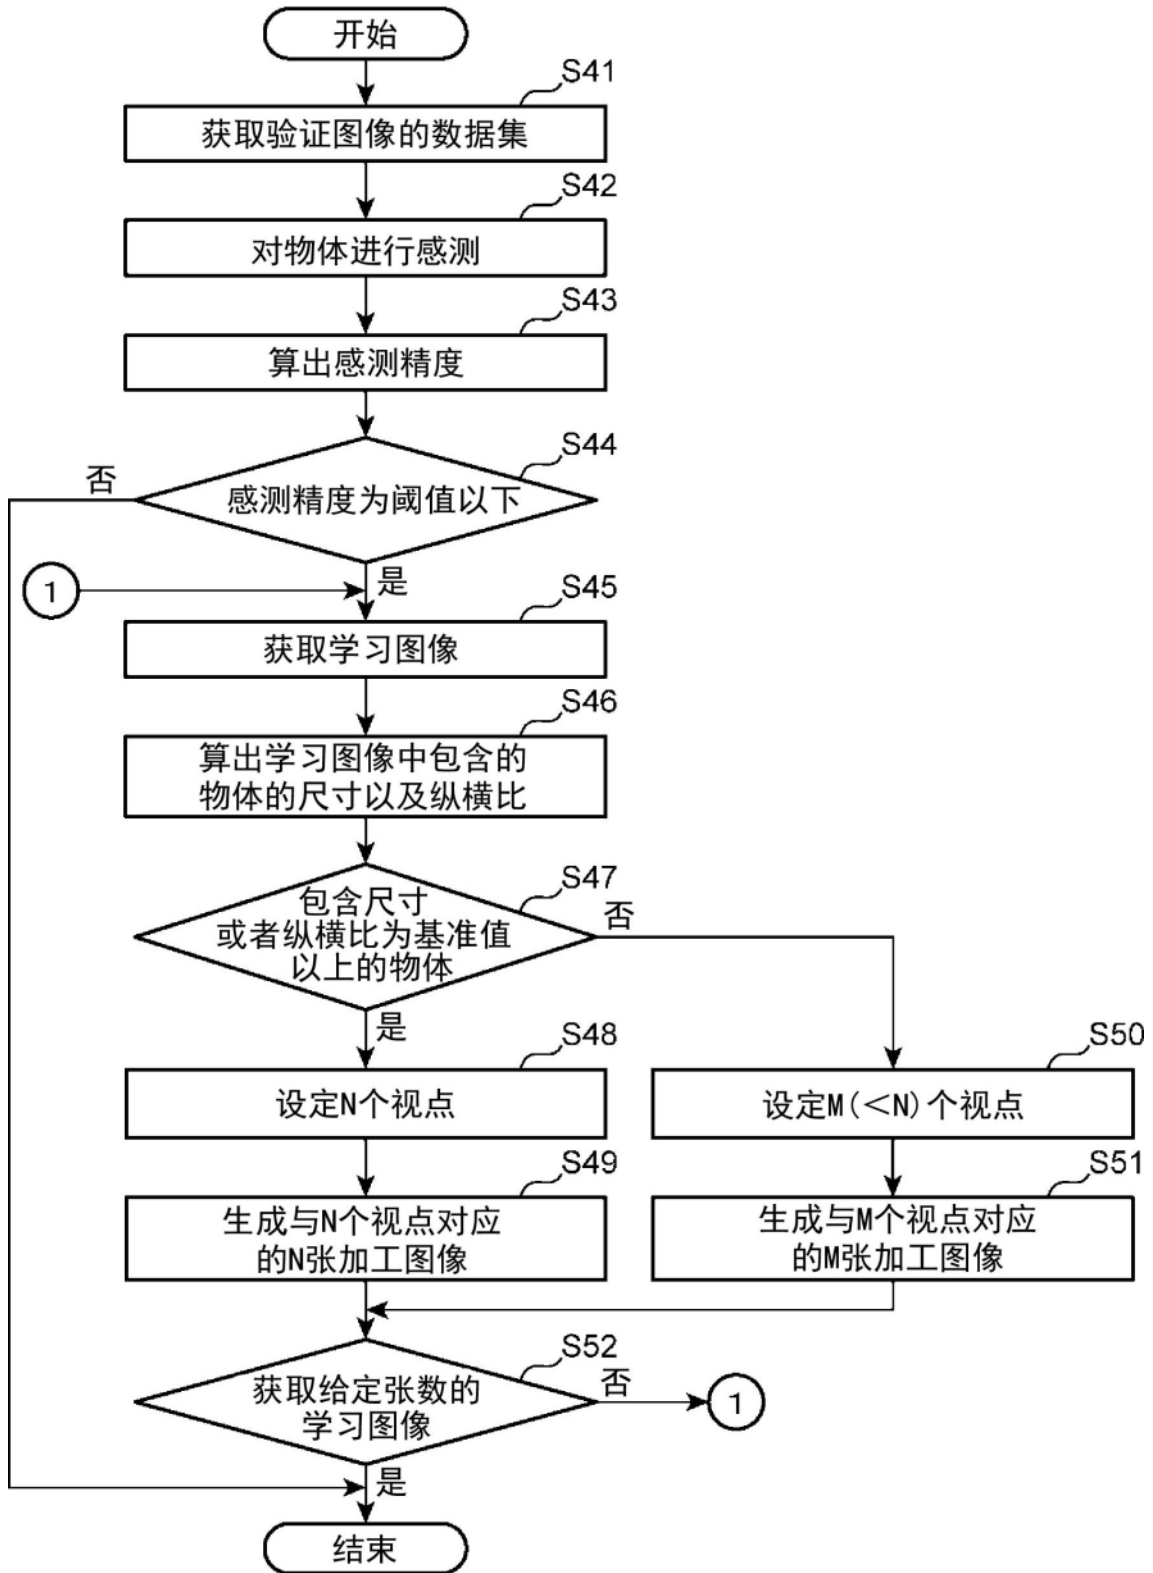 开始
S41
获取验证图像的数据集
S42
对物体进行感测
S43
算出感测精度
S44
否
感测精度为阈值以下
1
是
S45
获取学习图像
S46
算出学习图像中包含的
物体的尺寸以及纵横比
S47
包含尺寸
或者纵横比为基准值
以上的物体
否
是
S48
设定N个视点
S50
设定M(<N)个视点
S49
生成与N个视点对应
的N张加工图像
S51
生成与M个视点对应
的M张加工图像
S52
获取给定张数的
学习图像
否
1
是
结束